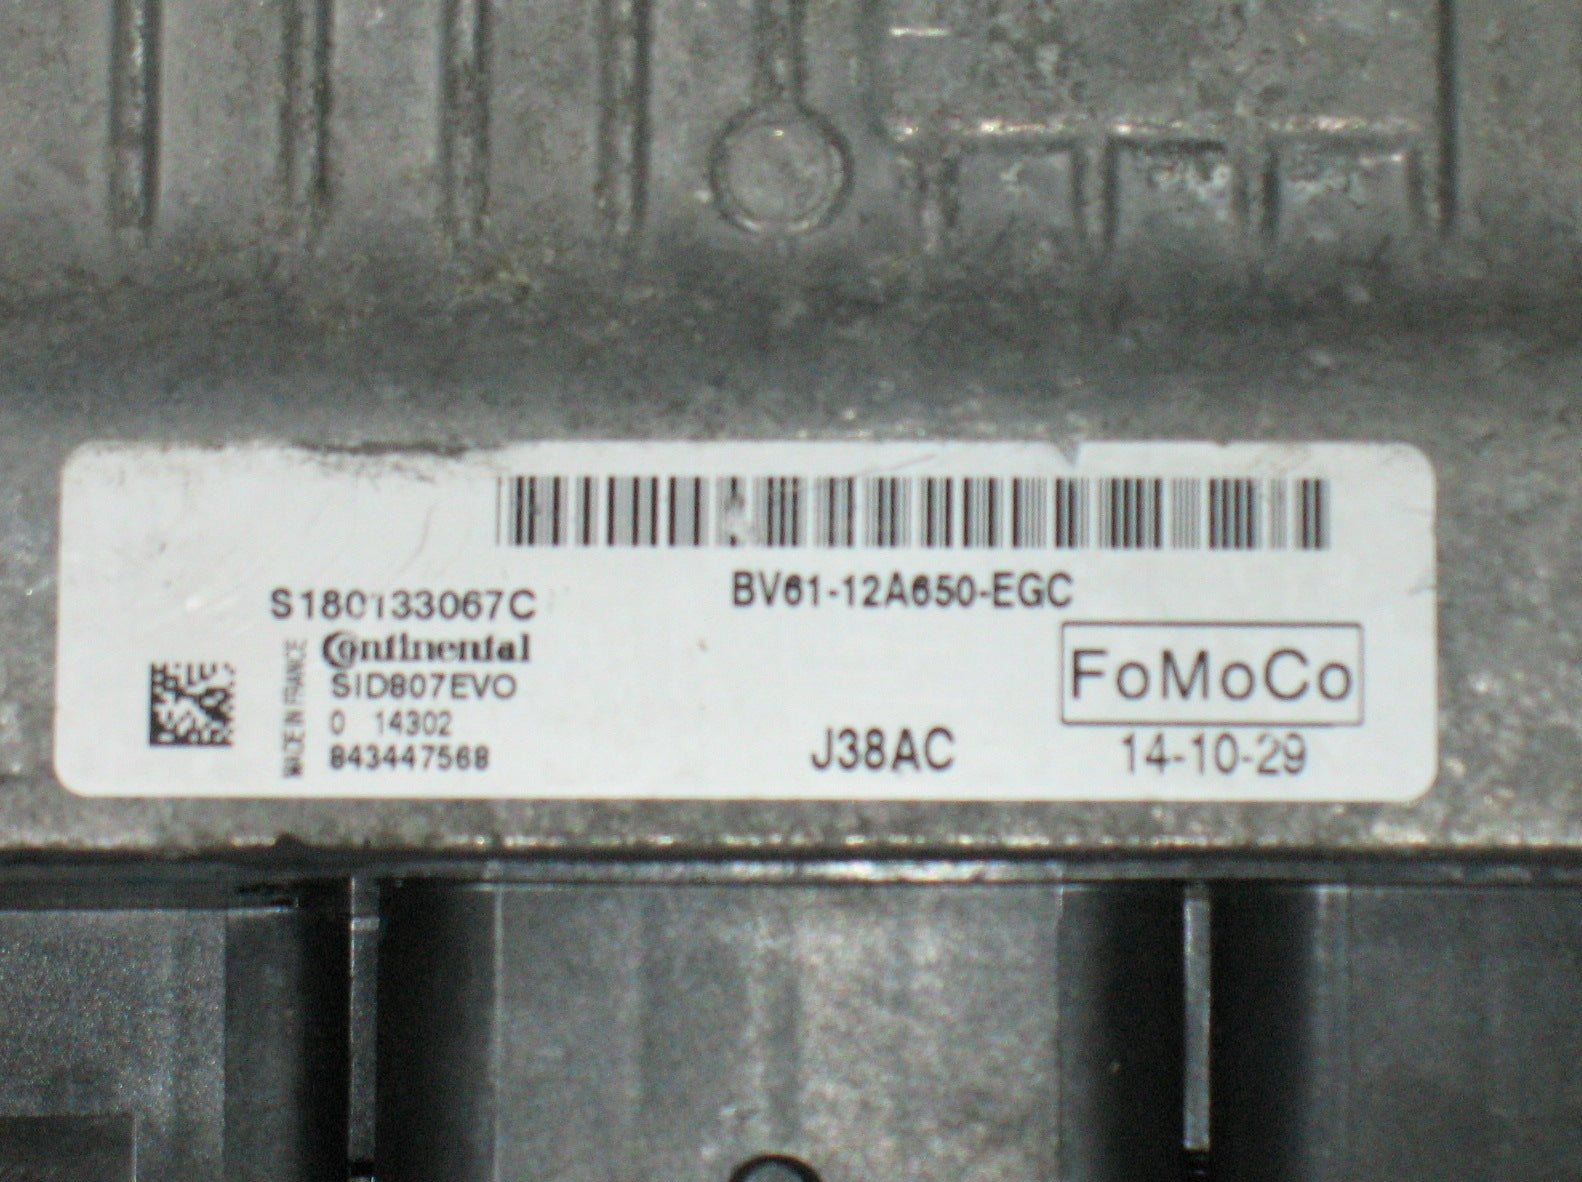 BV61-12A650-EGC
S180133067C
Continental
SID807EVO
0 14302
843447568
MADE IN FRANCE
FoMoCo
J38AC
14-10-29